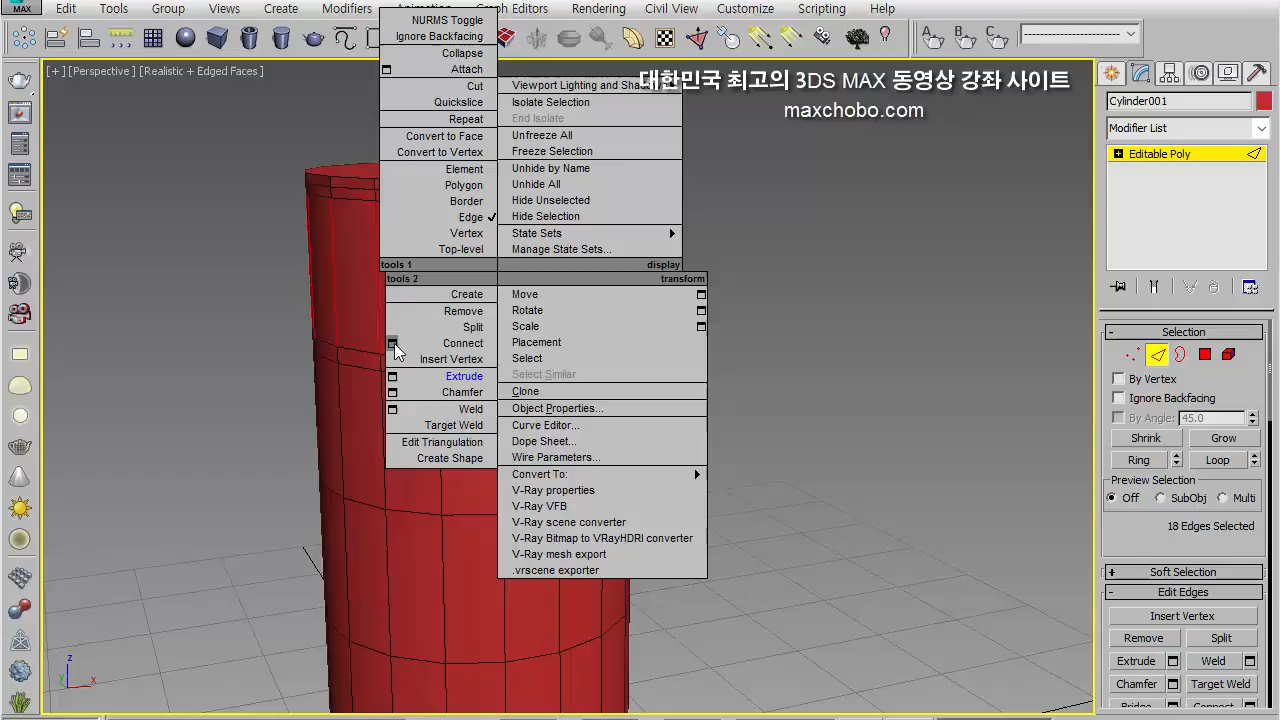 MAX
Edit
Tools
Group
Views
Create
Modifiers
Animation
Graph Editors
Rendering
Civil View
Customize
Scripting
Help
[+] [Perspective] [Realistic + Edged Faces]
대한민국 최고의 3DS MAX 동영상 강좌 사이트
maxchobo.com
NURMS Toggle
Ignore Backfacing
Collapse
Attach
Cut
Quickslice
Repeat
Convert to Face
Convert to Vertex
Element
Polygon
Border
Edge
Vertex
Top-level
tools 1
Viewport Lighting and
Isolate Selection
End Isolate
Unfreeze All
Freeze Selection
Unhide by Name
Unhide All
Hide Unselected
Hide Selection
State Sets
Manage State Sets...
display
tools 2
Create
Remove
Split
Connect
Insert Vertex
Extrude
Chamfer
Weld
Target Weld
Edit Triangulation
Create Shape
transform
Move
Rotate
Scale
Placement
Select
Select Similar
Clone
Object Properties...
Curve Editor...
Dope Sheet...
Wire Parameters...
Convert To:
V-Ray properties
V-Ray VFB
V-Ray scene converter
V-Ray Bitmap to VRayHDRI converter
V-Ray mesh export
.vrscene exporter
Cylinder001
Modifier List
Editable Poly
Selection
By Vertex
Ignore Backfacing
By Angle: 45.0
Shrink Grow
Ring Loop
Preview Selection
Off SubObj Multi
18 Edges Selected
Soft Selection
Edit Edges
Insert Vertex
Remove Split
Extrude Weld
Chamfer Target Weld
z
y
x